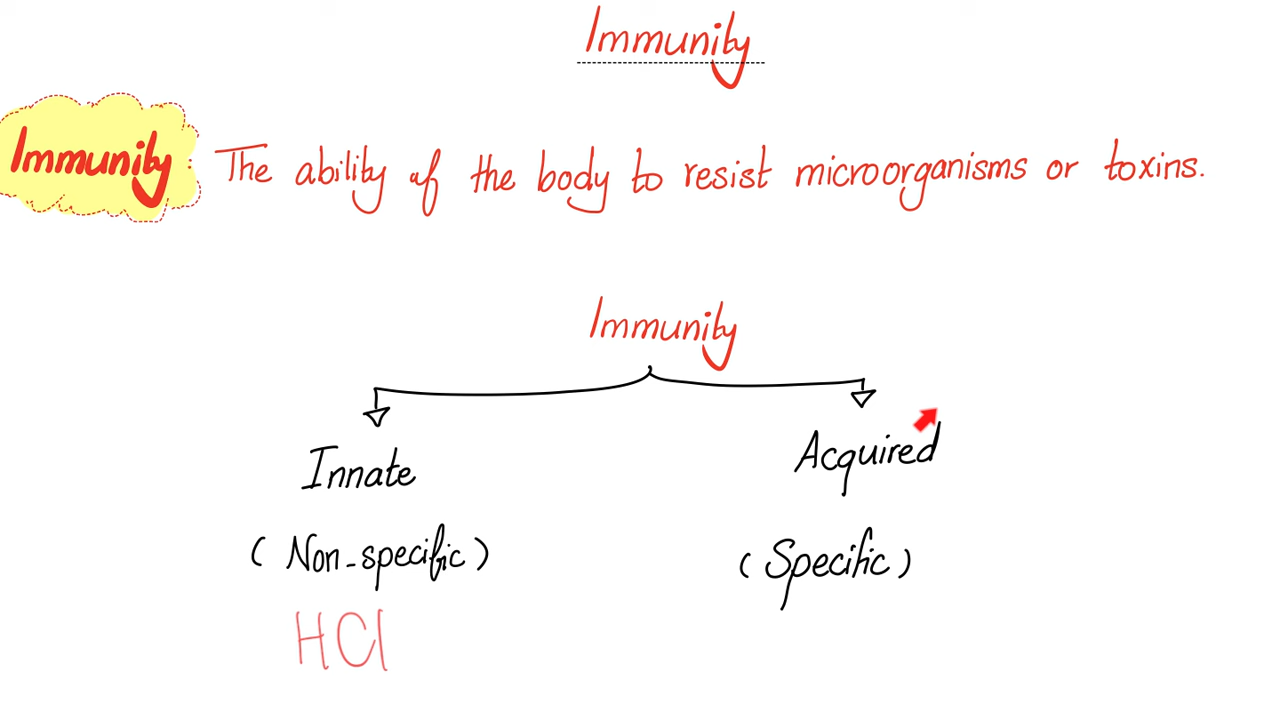 Immunity
Immunity : The ability of the body to resist microorganisms or toxins.
Immunity
Innate
Acquired
(Non-specific)
(Specific)
HCl